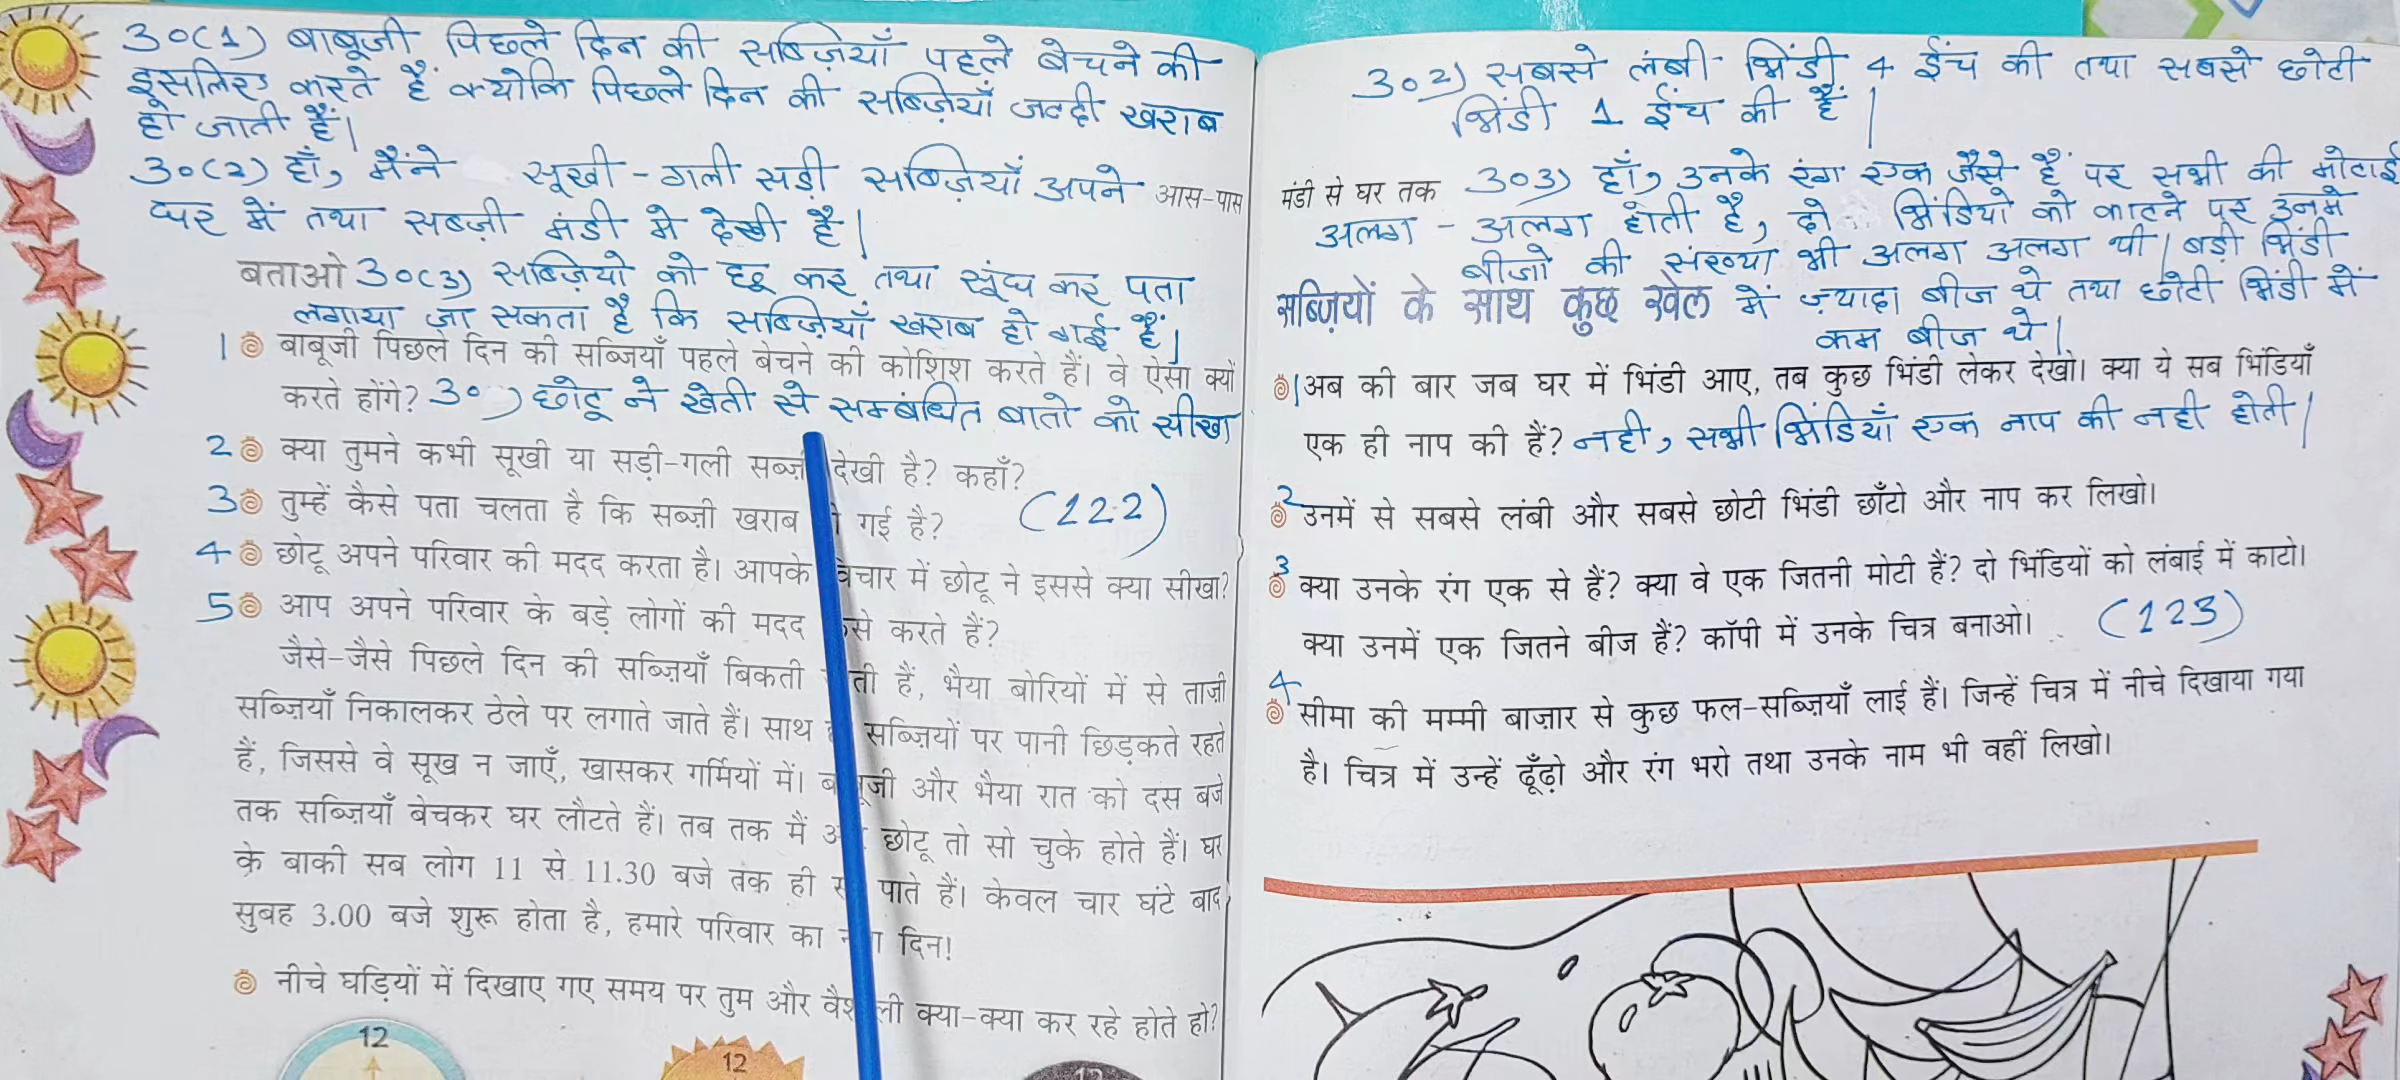 उ०(1) बाबूजी पिछले दिन की सब्ज़ियाँ पहले बेचने की
इसलिए करते हैं क्योकि पिछले दिन की सब्ज़ियाँ जल्दी खराब
हो जाती हैं।
उ०(2) हाँ, मैंने सूखी-गली सड़ी सब्ज़ियाँ अपने आस-पास
घर में तथा सबज़ी मंडी मे देखी है।
बताओ उ०(3) सब्ज़ियो को छू कर तथा सूंघ कर पता
लगाया जा सकता है कि सब्ज़ियाँ खराब हो गई हैं।
1 बाबूजी पिछले दिन की सब्जियाँ पहले बेचने की कोशिश करते हैं। वे ऐसा क्यों
करते होंगे? उ०) छोटू ने खेती से सम्बंधित बातो को सीखा
2 क्या तुमने कभी सूखी या सड़ी-गली देखी है? कहाँ?
3 तुम्हें कैसे पता चलता है कि सब्जी खराब गई है? (122)
4 छोटू अपने परिवार की मदद करता है। आपके में छोटू ने इससे क्या सीखा?
5 आप अपने परिवार के बड़े लोगों की मदद करते हैं?
जैसे-जैसे पिछले दिन की सब्ज़ियाँ बिकती हैं, भैया बोरियों में से ताज़ी
सब्ज़ियाँ निकालकर ठेले पर लगाते जाते हैं। साथ सब्ज़ियों पर पानी छिड़कते रहते
हैं, जिससे वे सूख न जाएँ, खासकर गर्मियों में। और भैया रात को दस बजे
तक सब्ज़ियाँ बेचकर घर लौटते हैं। तब तक मैं छोटू तो सो चुके होते हैं। घर
के बाकी सब लोग 11 से 11.30 बजे तक ही पाते हैं। केवल चार घंटे बाद
सुबह 3.00 बजे शुरू होता है, हमारे परिवार का दिन!
नीचे घड़ियों में दिखाए गए समय पर तुम और क्या-क्या कर रहे होते हो?
12
12
12
उ०2) सबसे लंबी भिंडी 4 ईंच की तथा सबसे छोटी
भिंडी 1 ईंच की हैं।
मंडी से घर तक उ०3) हाँ, उनके रंग एक जैसे हैं पर सभी की मोटाई
अलग - अलग होती है, दो भिंडियो को काटने पर उनमे
बीजो की संख्या भी अलग अलग थी। बड़ी भिंडी
सब्ज़ियों के साथ कुछ खेल में ज़्यादा बीज थे तथा छोटी भिंडी में
कम बीज थे।
1 अब की बार जब घर में भिंडी आए, तब कुछ भिंडी लेकर देखो। क्या ये सब भिंडियाँ
एक ही नाप की हैं? नही, सभी भिंडियाँ एक नाप की नही होती।
2 उनमें से सबसे लंबी और सबसे छोटी भिंडी छाँटो और नाप कर लिखो।
3 क्या उनके रंग एक से हैं? क्या वे एक जितनी मोटी हैं? दो भिंडियों को लंबाई में काटो।
क्या उनमें एक जितने बीज हैं? कॉपी में उनके चित्र बनाओ। (123)
4 सीमा की मम्मी बाज़ार से कुछ फल-सब्ज़ियाँ लाई हैं। जिन्हें चित्र में नीचे दिखाया गया
है। चित्र में उन्हें ढूँढ़ो और रंग भरो तथा उनके नाम भी वहीं लिखो।